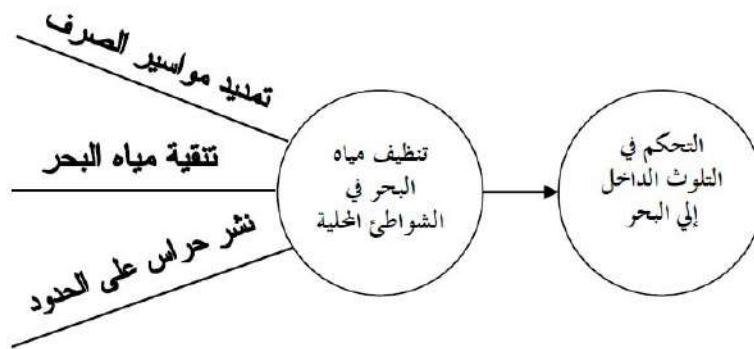 تمديد مواسير الصرف
تنقية مياه البحر
نشر حراس على الحدود
تنظيف مياه
البحر في
الشواطئ المحلية
التحكم في
التلوث الداخل
إلي البحر